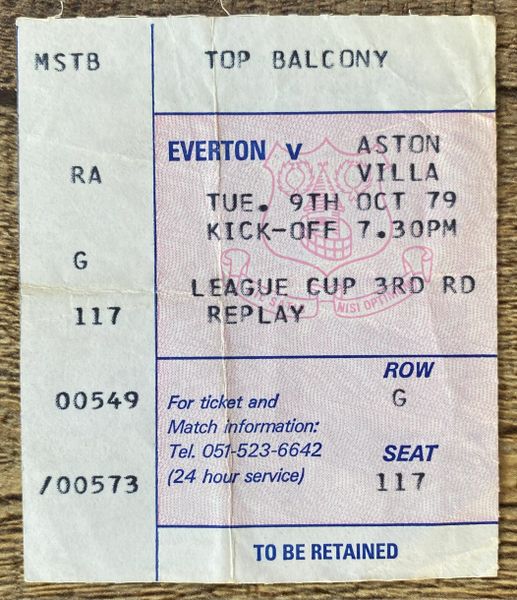 MSTB
TOP BALCONY
RA
G
117
00549
/00573
EVERTON v ASTON
VILLA
TUE. 9TH OCT 79
KICK-OFF 7.30PM
LEAGUE CUP 3RD RD
REPLAY
NISI OPTIMUM
For ticket and
Match information:
Tel. 051-523-6642
(24 hour service)
ROW
G
SEAT
117
TO BE RETAINED